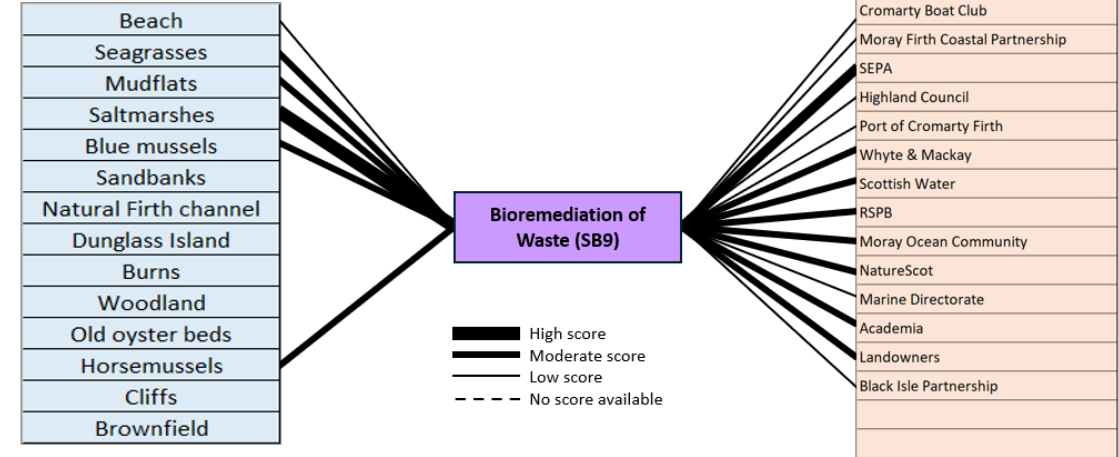 Beach
Seagrasses
Mudflats
Saltmarshes
Blue mussels
Sandbanks
Natural Firth channel
Dunglass Island
Burns
Woodland
Old oyster beds
Horsemussels
Cliffs
Brownfield
Bioremediation of
Waste (SB9)
High score
Moderate score
Low score
No score available
Cromarty Boat Club
Moray Firth Coastal Partnership
SEPA
Highland Council
Port of Cromarty Firth
Whyte & Mackay
Scottish Water
RSPB
Moray Ocean Community
NatureScot
Marine Directorate
Academia
Landowners
Black Isle Partnership